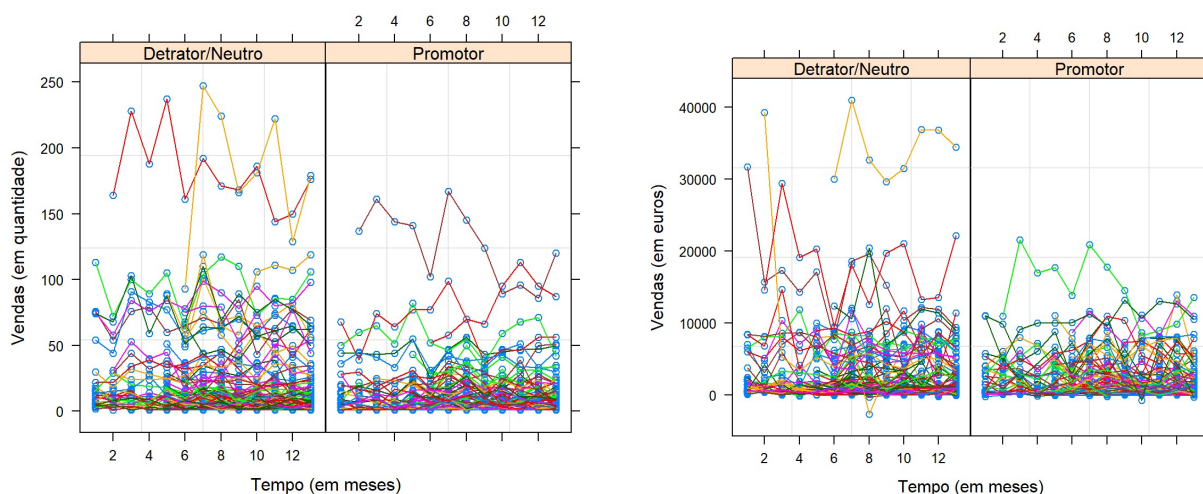 2 4 6 8 10 12
Detrator/Neutro Promotor
250
200
150
100
50
0
Vendas (em quantidade)
2 4 6 8 10 12
Tempo (em meses)
2 4 6 8 10 12
Detrator/Neutro Promotor
40000
30000
20000
10000
0
Vendas (em euros)
2 4 6 8 10 12
Tempo (em meses)